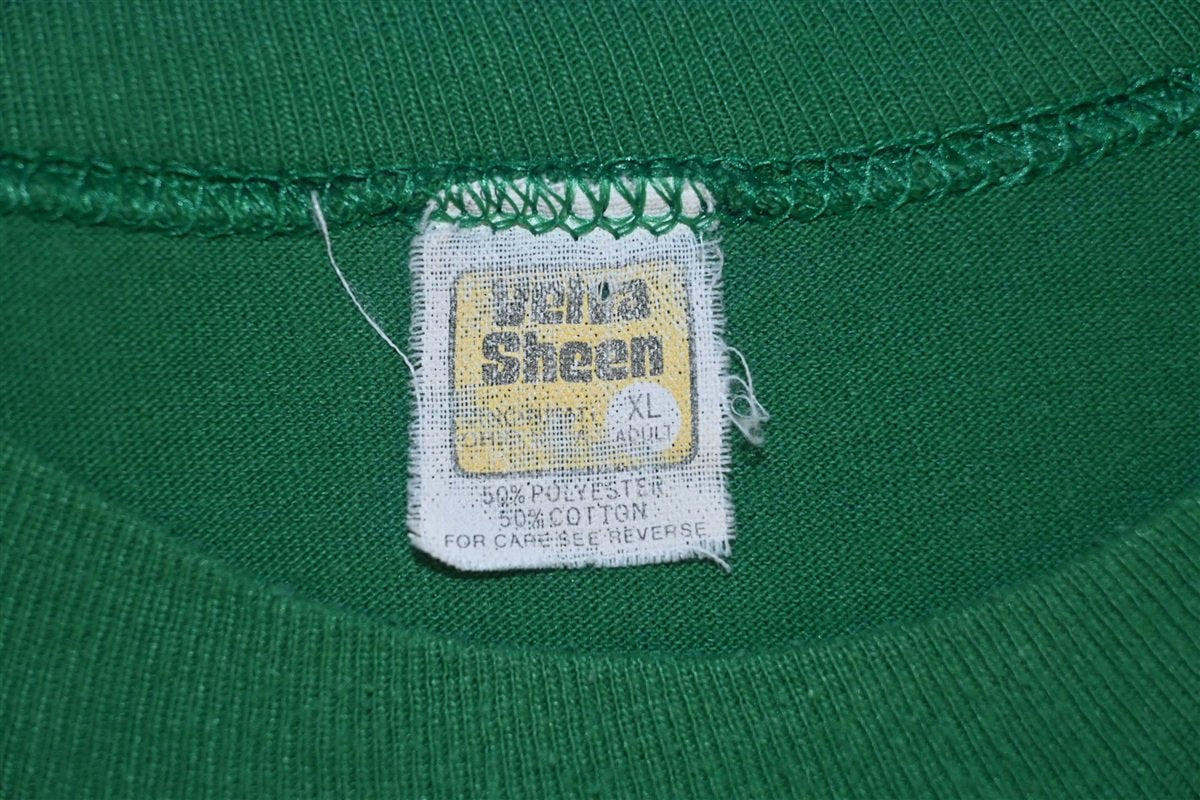 Velva
Sheen
XL
ADULT
50% POLYESTER
50% COTTON
FOR CARE SEE REVERSE